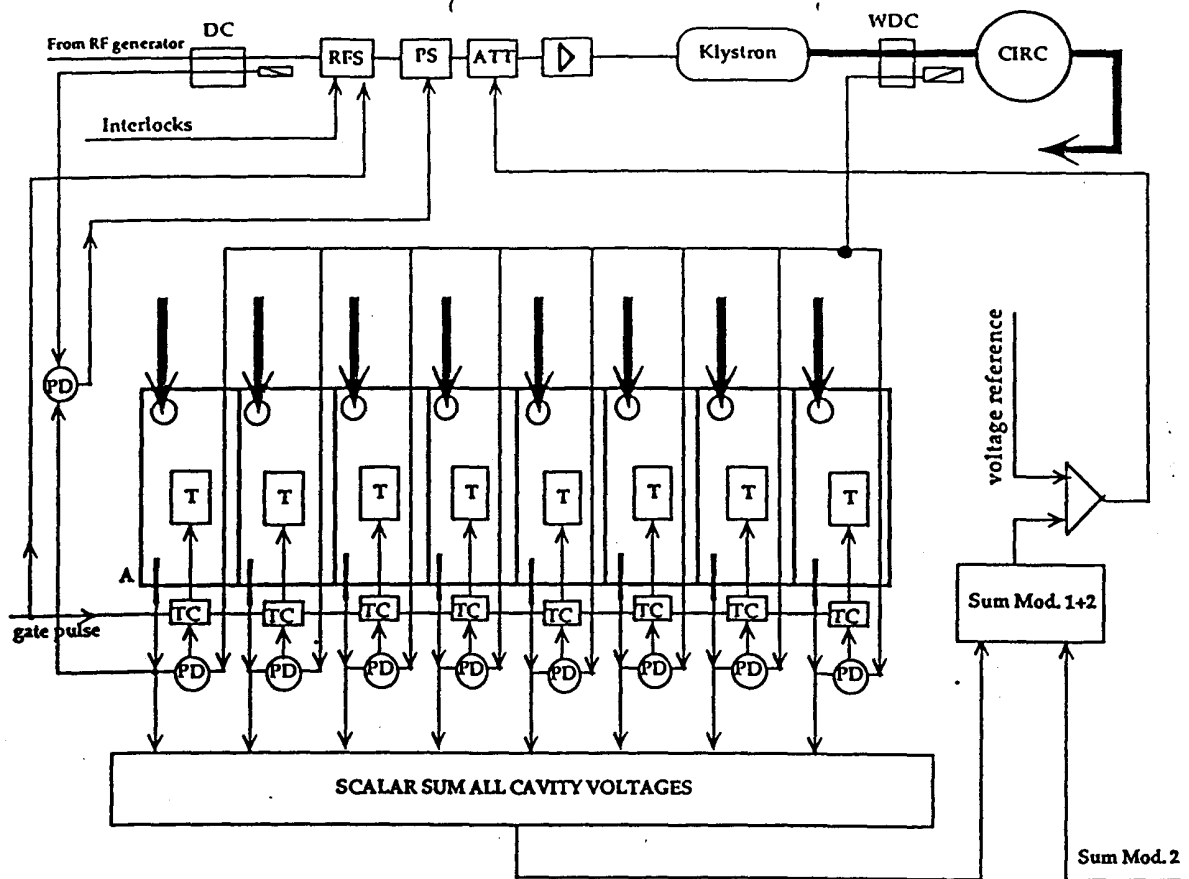 DC
WDC
From RF generator
RFS
PS
ATT
Klystron
CIRC
Interlocks
PD
voltage reference
T T T T T T T T
A
TC TC TC TC TC TC TC TC
gate pulse
Sum Mod. 1+2
PD PD PD PD PD PD PD PD
SCALAR SUM ALL CAVITY VOLTAGES
Sum Mod. 2